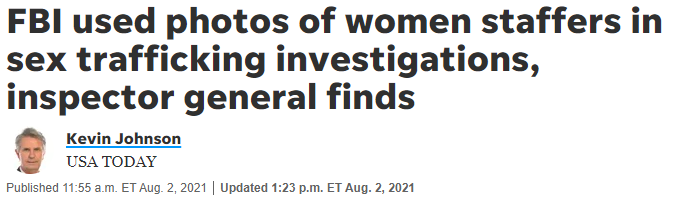 FBI used photos of women staffers in
sex trafficking investigations,
inspector general finds
Kevin Johnson
USA TODAY
Published 11:55 a.m. ET Aug. 2, 2021 | Updated 1:23 p.m. ET Aug. 2, 2021